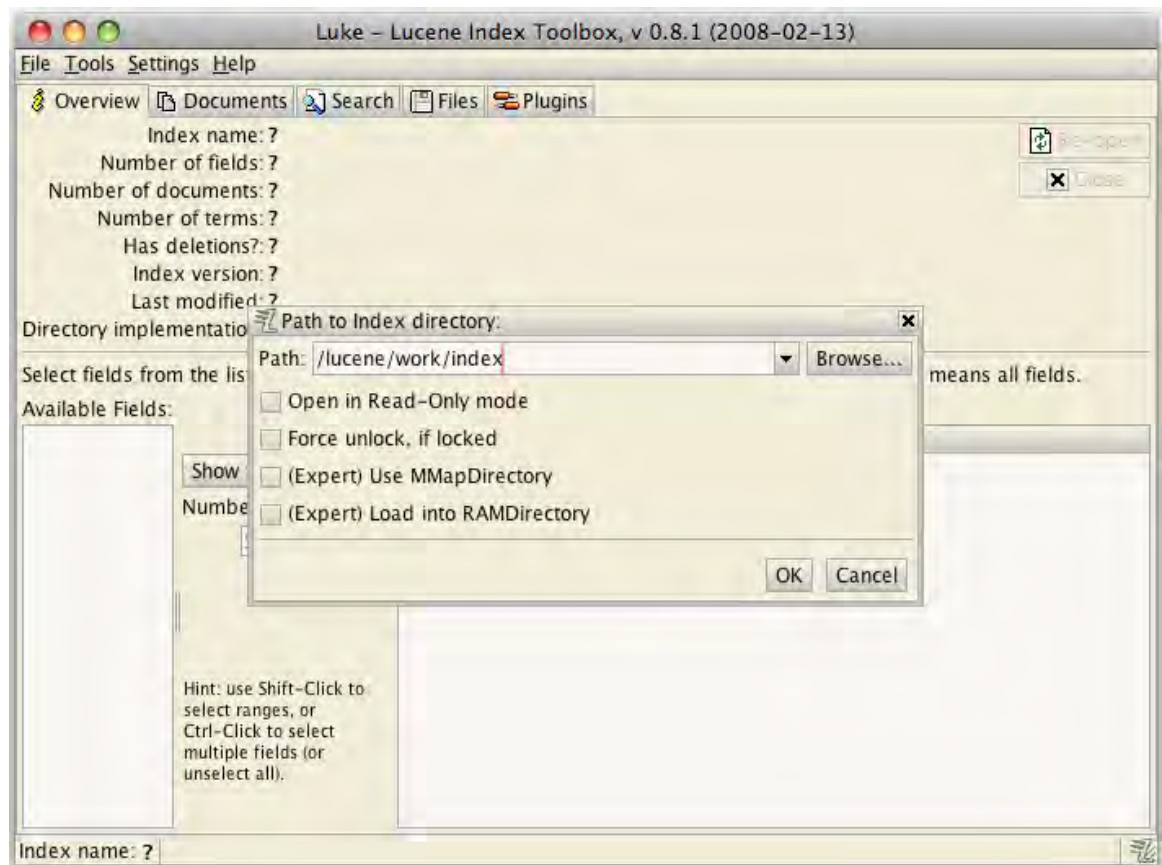 Luke – Lucene Index Toolbox, v 0.8.1 (2008-02-13)
File Tools Settings Help
Overview Documents Search Files Plugins
Index name: ?
Re-open
Number of fields: ?
Close
Number of documents: ?
Number of terms: ?
Has deletions?: ?
Index version: ?
Last modified: ?
Directory implementatio
Path to Index directory:
Path: /lucene/work/index Browse...
Open in Read-Only mode
Force unlock, if locked
(Expert) Use MMapDirectory
(Expert) Load into RAMDirectory
OK Cancel
Select fields from the lis
means all fields.
Available Fields:
Show
Numbe
Hint: use Shift-Click to
select ranges, or
Ctrl-Click to select
multiple fields (or
unselect all).
Index name: ?